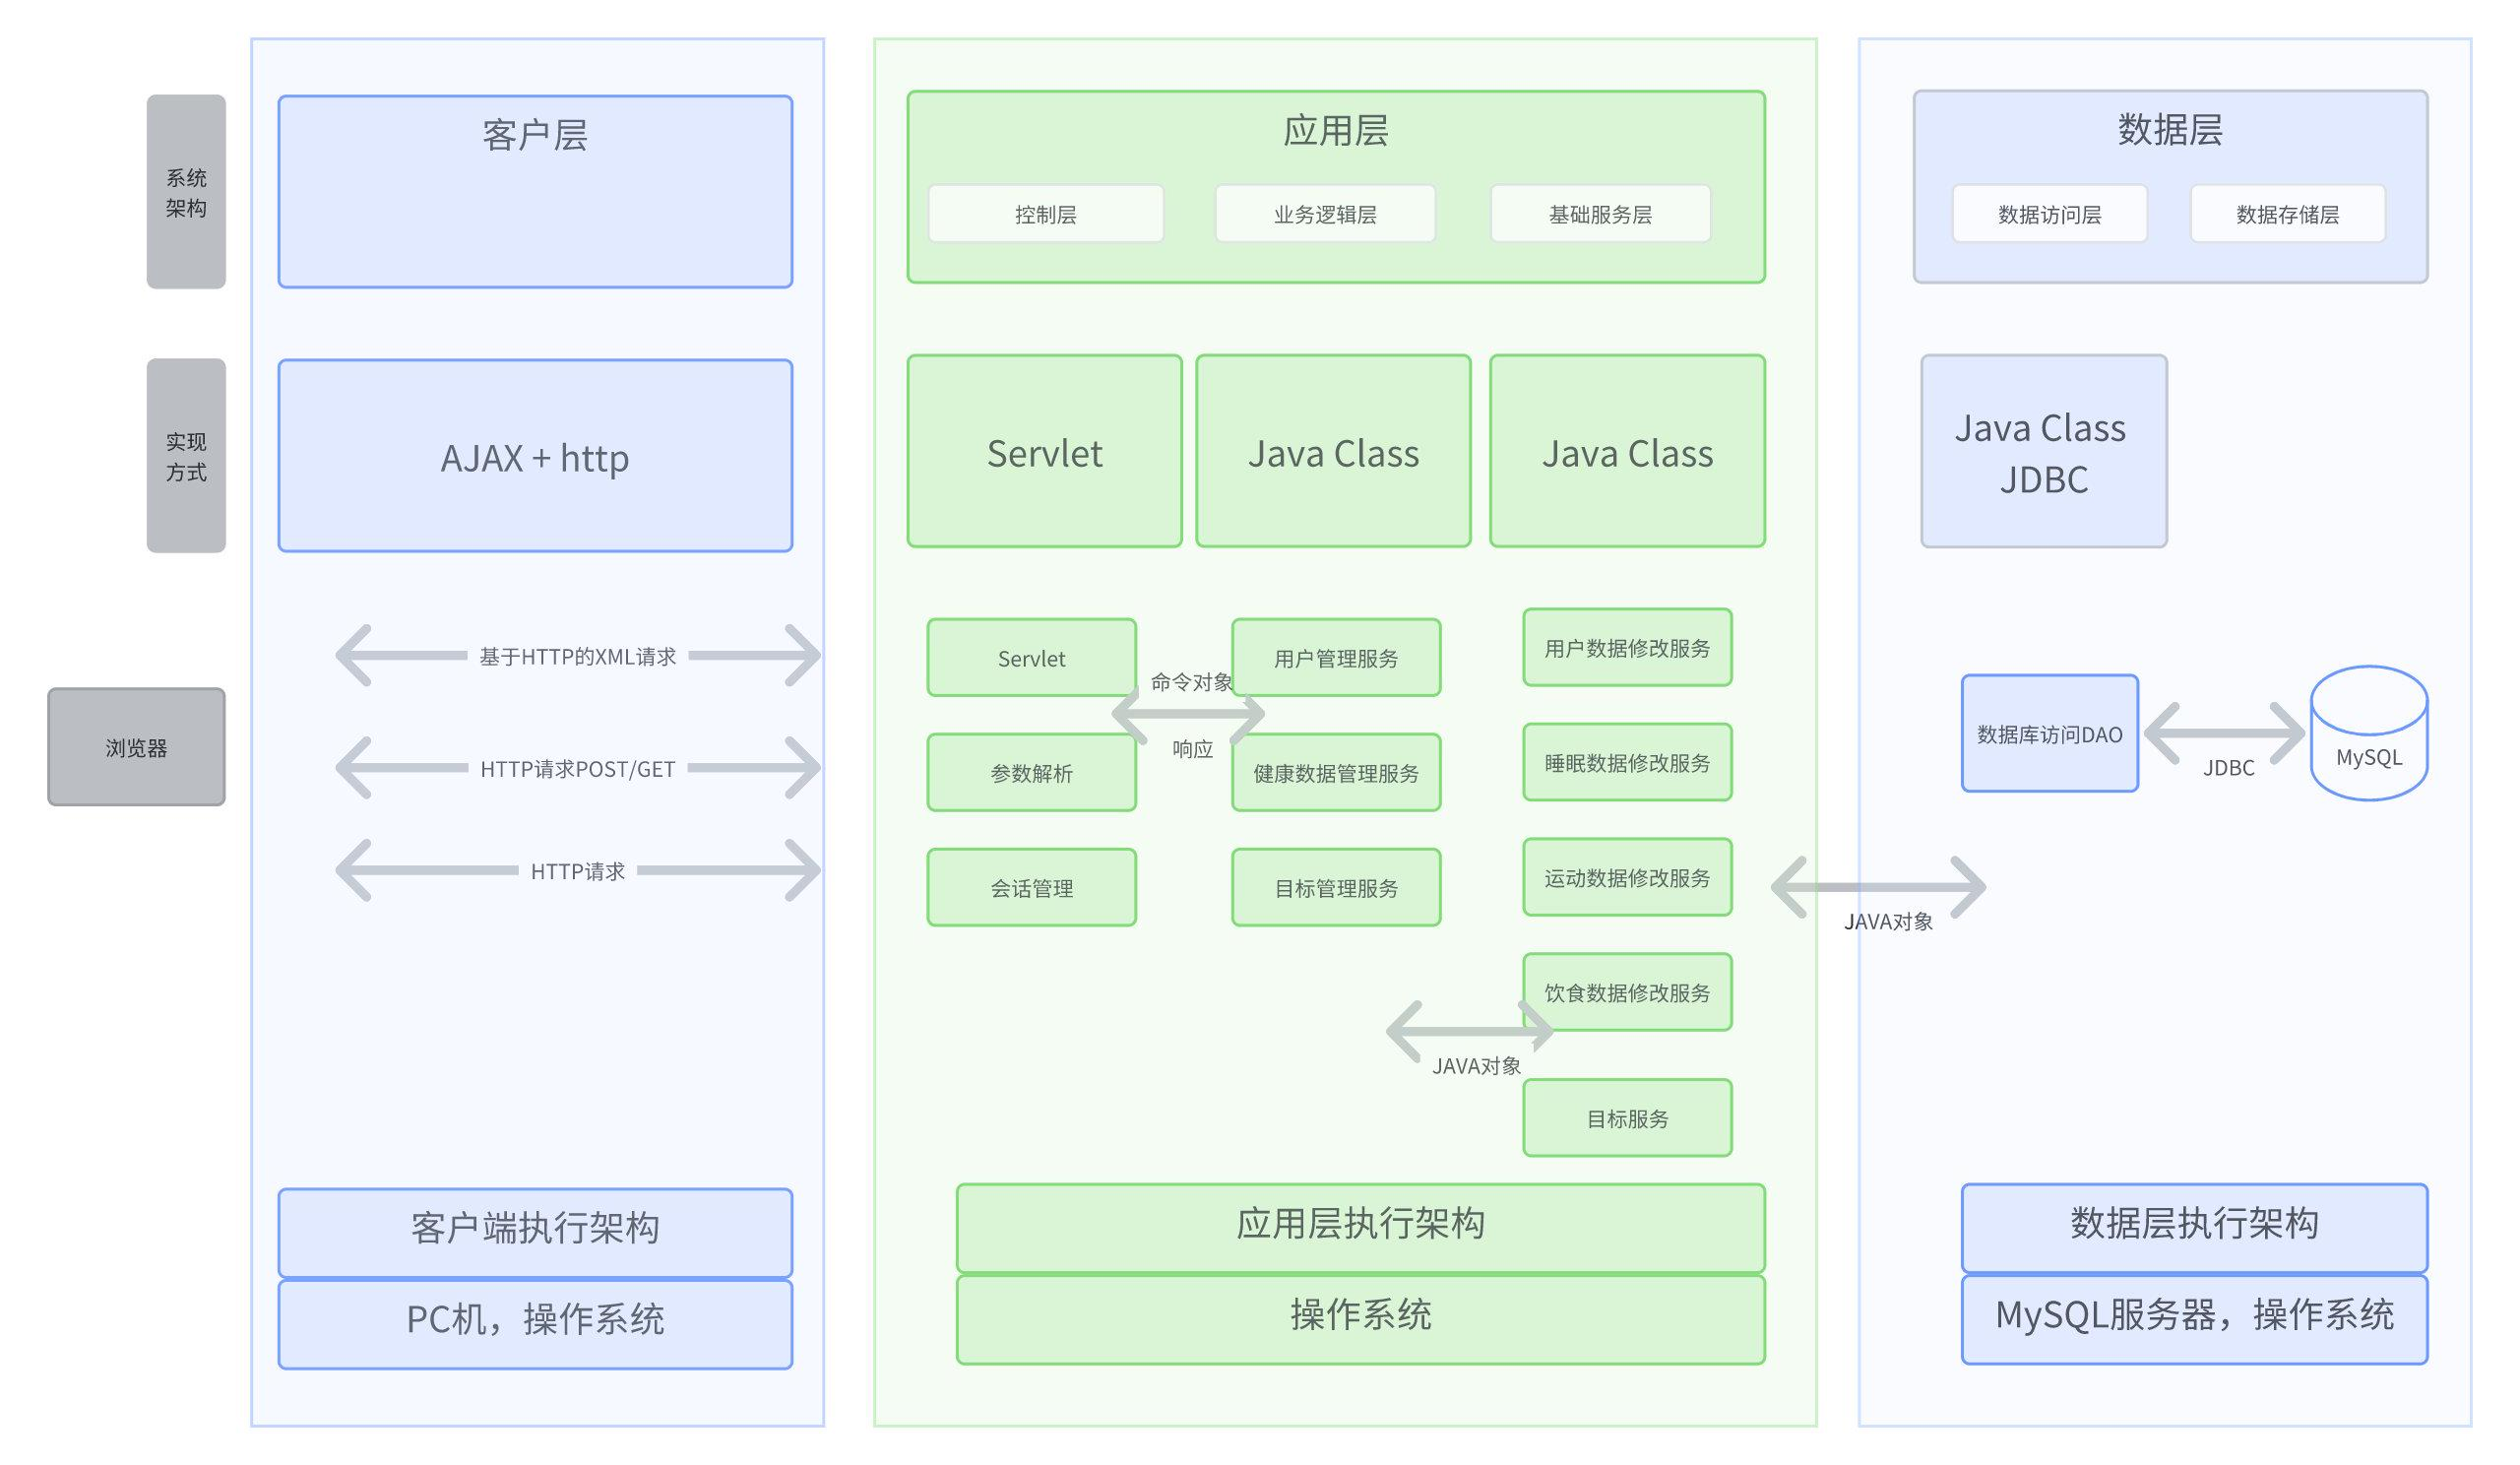 系统
架构
客户层
应用层
控制层
业务逻辑层
基础服务层
数据层
数据访问层
数据存储层
实现
方式
AJAX + http
Servlet
Java Class
Java Class
Java Class
JDBC
浏览器
基于HTTP的XML请求
HTTP请求POST/GET
HTTP请求
Servlet
参数解析
会话管理
命令对象
响应
用户管理服务
健康数据管理服务
目标管理服务
用户数据修改服务
睡眠数据修改服务
运动数据修改服务
饮食数据修改服务
目标服务
JAVA对象
JAVA对象
数据库访问DAO
JDBC
MySQL
客户端执行架构
PC机，操作系统
应用层执行架构
操作系统
数据层执行架构
MySQL服务器，操作系统